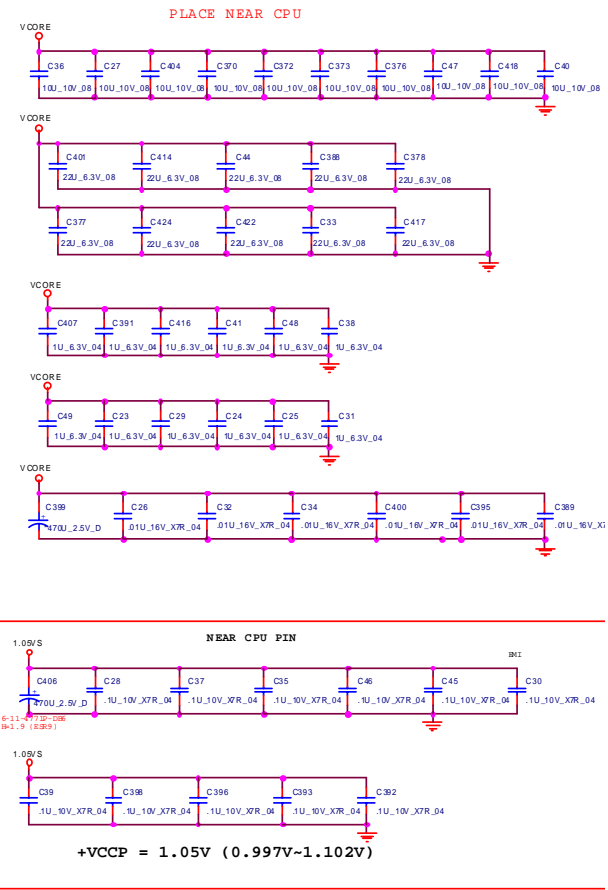 PLACE NEAR CPU
VCORE
C36 C27 C404 C370 C372 C373 C376 C47 C418 C40
10U_10V_08 10U_10V_08 10U_10V_08 10U_10V_08 10U_10V_08 10U_10V_08 10U_10V_08 10U_10V_08 10U_10V_08 10U_10V_08
VCORE
C401 C414 C44 C388 C378
22U_6.3V_08 22U_6.3V_08 22U_6.3V_08 22U_6.3V_08 22U_6.3V_08
C377 C424 C422 C33 C417
22U_6.3V_08 22U_6.3V_08 22U_6.3V_08 22U_6.3V_08 22U_6.3V_08
VCORE
C407 C391 C416 C41 C48 C38
1U_6.3V_04 1U_6.3V_04 1U_6.3V_04 1U_6.3V_04 1U_6.3V_04 1U_6.3V_04
VCORE
C49 C23 C29 C24 C25 C31
1U_6.3V_04 1U_6.3V_04 1U_6.3V_04 1U_6.3V_04 1U_6.3V_04 1U_6.3V_04
VCORE
C399 C26 C32 C34 C400 C395 C389
+
470U_2.5V_D .01U_16V_X7R_04 .01U_16V_X7R_04 .01U_16V_X7R_04 .01U_16V_X7R_04 .01U_16V_X7R_04 .01U_16V_X7
NEAR CPU PIN
1.05VS
EMI
C406 C28 C37 C35 C46 C45 C30
+
470U_2.5V_D .1U_10V_X7R_04 .1U_10V_X7R_04 .1U_10V_X7R_04 .1U_10V_X7R_04 .1U_10V_X7R_04 .1U_10V_X7R_04
1.05VS
C39 C398 C396 C393 C392
.1U_10V_X7R_04 .1U_10V_X7R_04 .1U_10V_X7R_04 .1U_10V_X7R_04 .1U_10V_X7R_04
+VCCP = 1.05V (0.997V~1.102V)